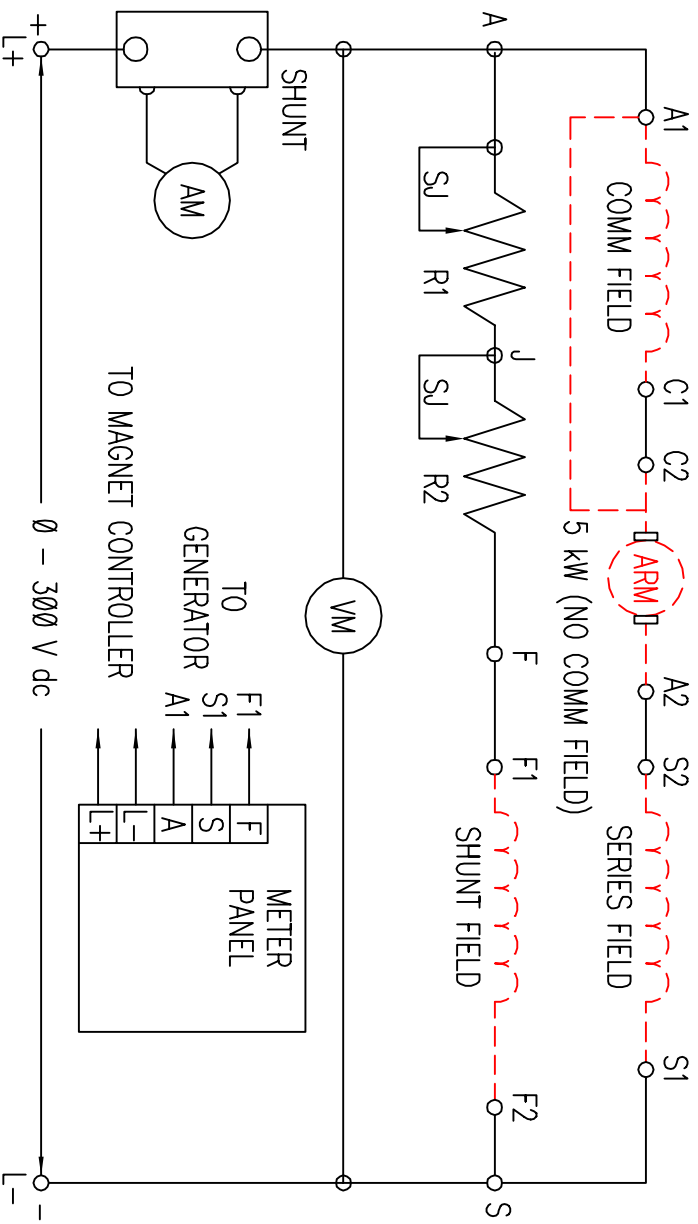 A1
COMM FIELD
C1
C2
ARM
A2
S2
SERIES FIELD
S1
5 kW (NO COMM FIELD)
A
SJ
R1
J
SJ
R2
F
F1
SHUNT FIELD
F2
S
VM
SHUNT
AM
TO MAGNET CONTROLLER
TO
GENERATOR
F1
S1
A1
F
S
A
L-
L+
METER
PANEL
+
L+
Ø - 3ØØ V dc
-
L-